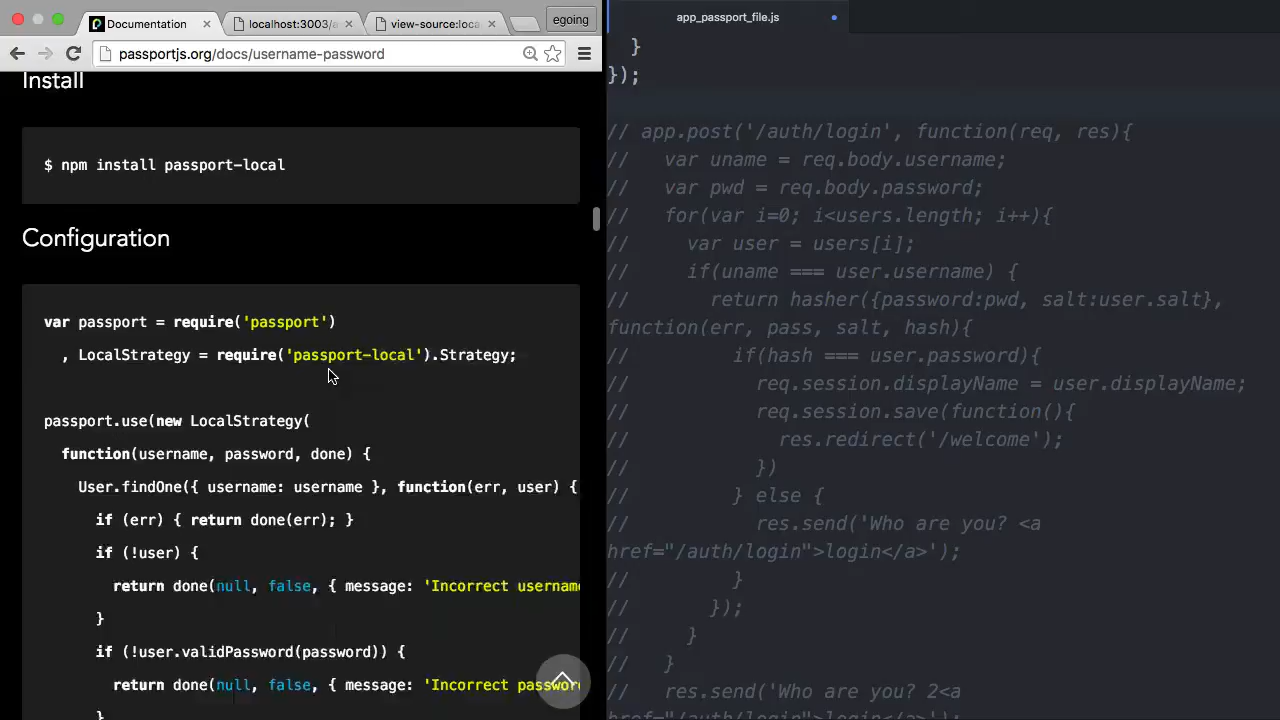 Documentation
localhost:3003/a
view-source:loca
egoing
passportjs.org/docs/username-password
Install
$ npm install passport-local
Configuration
var passport = require('passport')
, LocalStrategy = require('passport-local').Strategy;
passport.use(new LocalStrategy(
function(username, password, done) {
User.findOne({ username: username }, function(err, user) {
if (err) { return done(err); }
if (!user) {
return done(null, false, { message: 'Incorrect username
}
if (!user.validPassword(password)) {
return done(null, false, { message: 'Incorrect password
}
app_passport_file.js
}
});
// app.post('/auth/login', function(req, res){
// var uname = req.body.username;
// var pwd = req.body.password;
// for(var i=0; i<users.length; i++){
// var user = users[i];
// if(uname === user.username) {
// return hasher({password:pwd, salt:user.salt},
function(err, pass, salt, hash){
// if(hash === user.password){
// req.session.displayName = user.displayName;
// req.session.save(function(){
// res.redirect('/welcome');
// })
// } else {
// res.send('Who are you? <a
href="/auth/login">login</a>');
// }
// });
// }
// }
// res.send('Who are you? 2<a
href="/auth/login">login</a>');